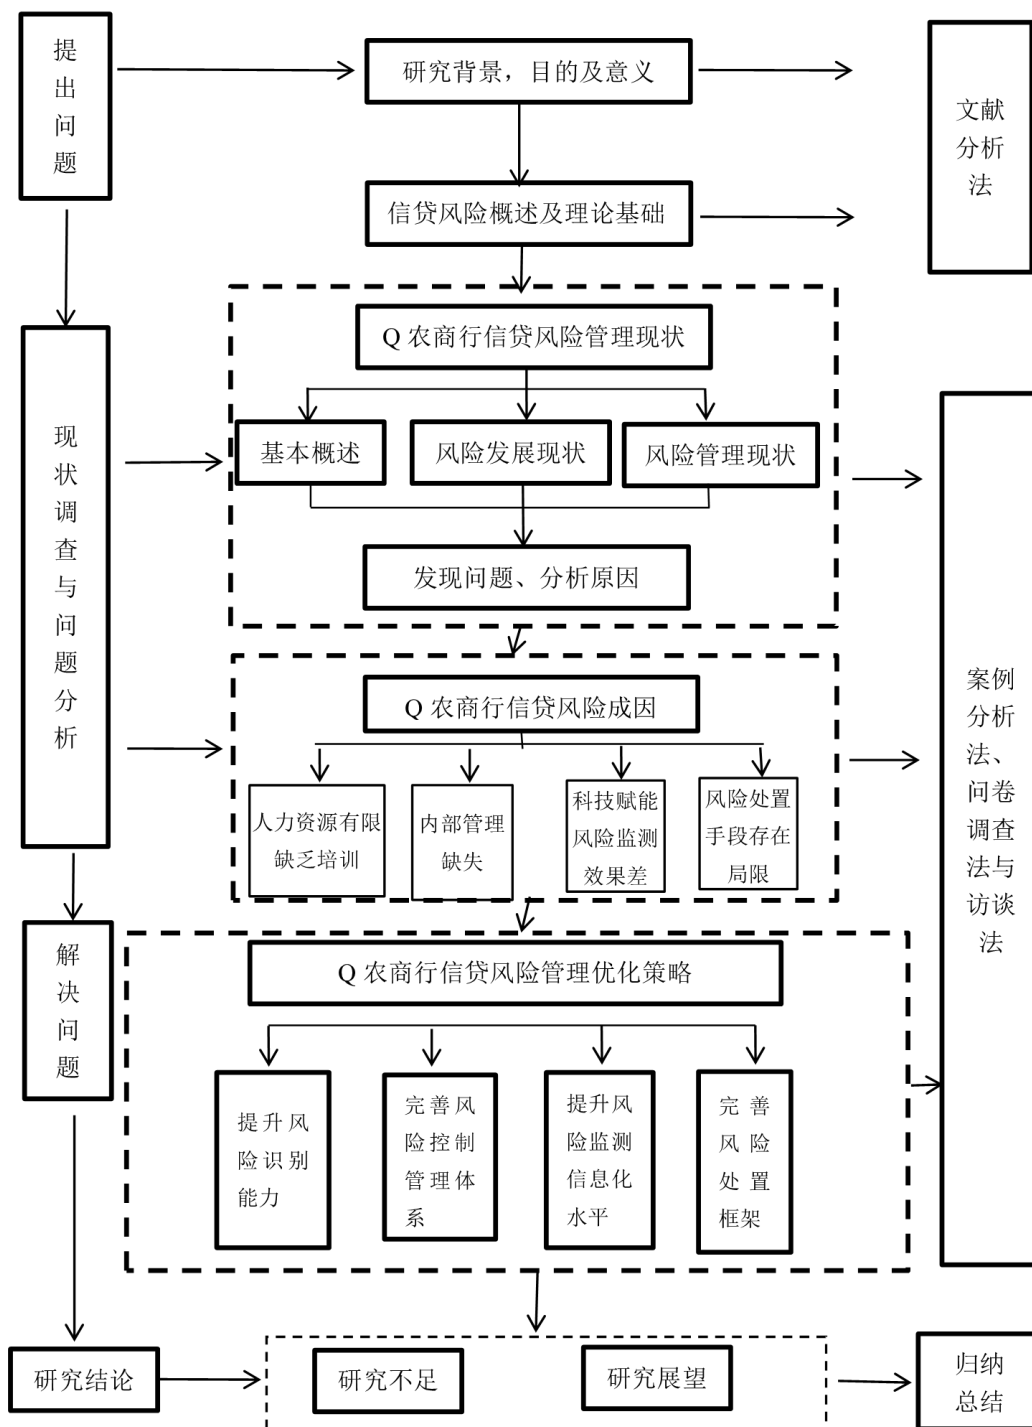 提
出
问
题
研究背景，目的及意义
文献
分析
法
信贷风险概述及理论基础
现
状
调
查
与
问
题
分
析
Q 农商行信贷风险管理现状
基本概述
风险发展现状
风险管理现状
发现问题、分析原因
Q 农商行信贷风险成因
人力资源有限
缺乏培训
内部管理
缺失
科技赋能
风险监测
效果差
风险处置
手段存在
局限
案例
分析
法、
问卷
调查
法与
访谈
法
解
决
问
题
Q 农商行信贷风险管理优化策略
提升风
险识别
能力
完善风
险控制
管理体
系
提升风
险监测
信息化
水平
完善
风险
处置
框架
研究结论
研究不足
研究展望
归纳
总结